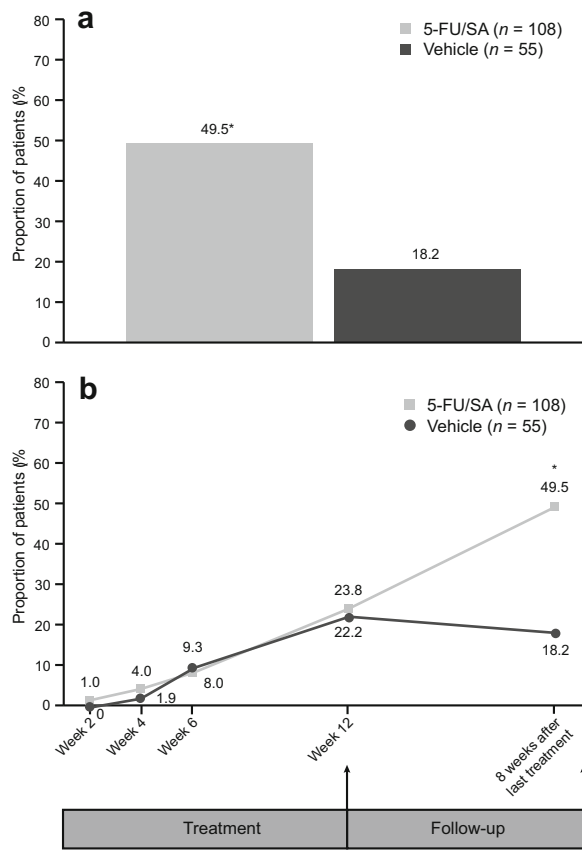 a
5-FU/SA (n = 108)
Vehicle (n = 55)
Proportion of patients (%
80
70
60
50
40
30
20
10
0
49.5*
18.2
b
5-FU/SA (n = 108)
Vehicle (n = 55)
Proportion of patients (%
80
70
60
50
40
30
20
10
0
1.0
0
4.0
1.9
9.3
8.0
23.8
22.2
*
49.5
18.2
Week 2
Week 4
Week 6
Week 12
8 weeks after
last treatment
Treatment
Follow-up